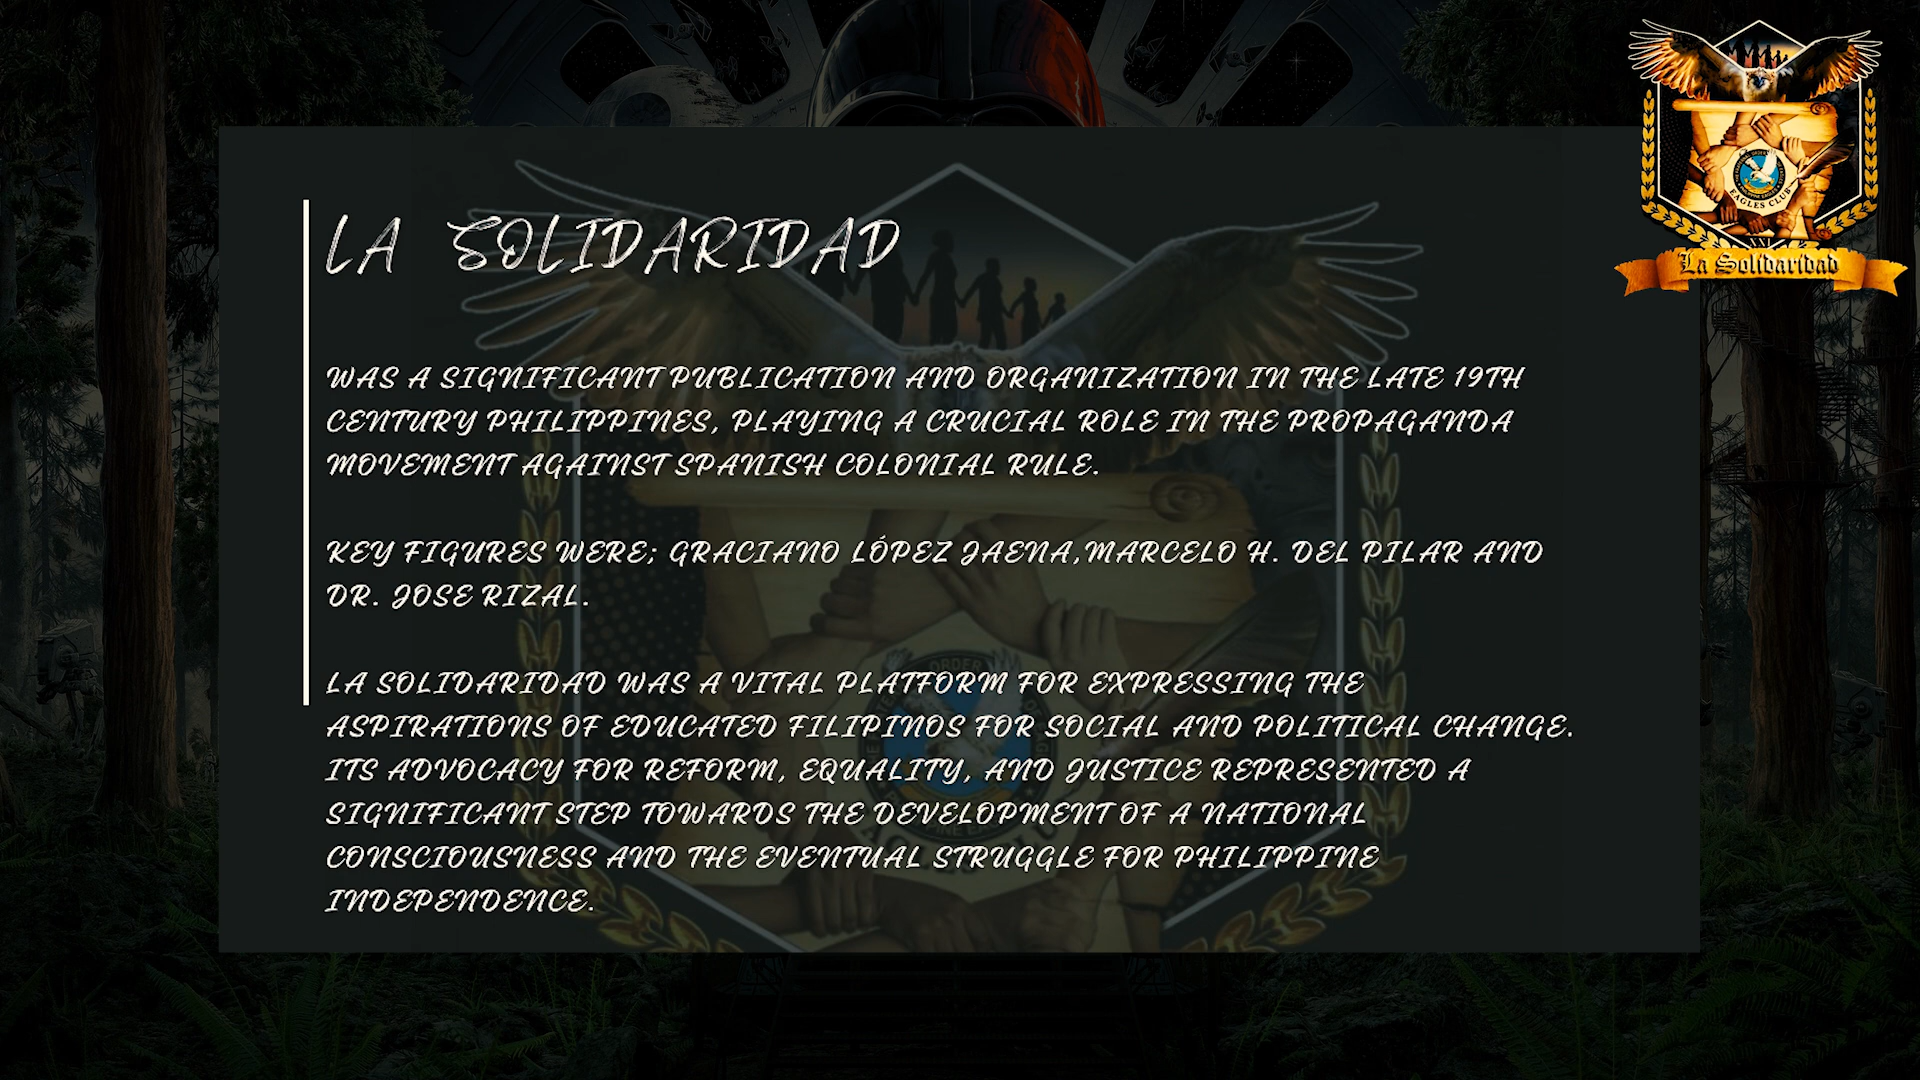 La Solidaridad
EAGLES CLUB
XXI
LA SOLIDARIDAD
WAS A SIGNIFICANT PUBLICATION AND ORGANIZATION IN THE LATE 19TH
CENTURY PHILIPPINES, PLAYING A CRUCIAL ROLE IN THE PROPAGANDA
MOVEMENT AGAINST SPANISH COLONIAL RULE.
KEY FIGURES WERE; GRACIANO LÓPEZ JAENA,MARCELO H. DEL PILAR AND
DR. JOSE RIZAL.
LA SOLIDARIDAD WAS A VITAL PLATFORM FOR EXPRESSING THE
ASPIRATIONS OF EDUCATED FILIPINOS FOR SOCIAL AND POLITICAL CHANGE.
ITS ADVOCACY FOR REFORM, EQUALITY, AND JUSTICE REPRESENTED A
SIGNIFICANT STEP TOWARDS THE DEVELOPMENT OF A NATIONAL
CONSCIOUSNESS AND THE EVENTUAL STRUGGLE FOR PHILIPPINE
INDEPENDENCE.